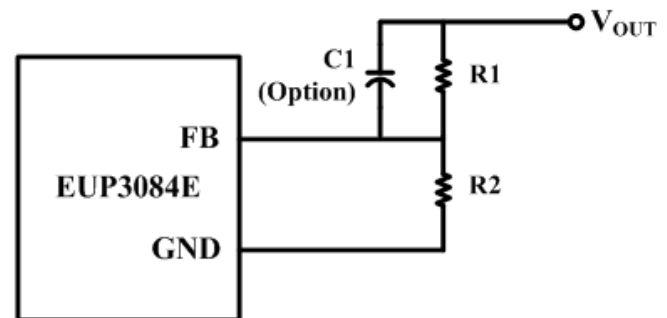 VOUT
C1
(Option)
R1
FB
EUP3084E
R2
GND